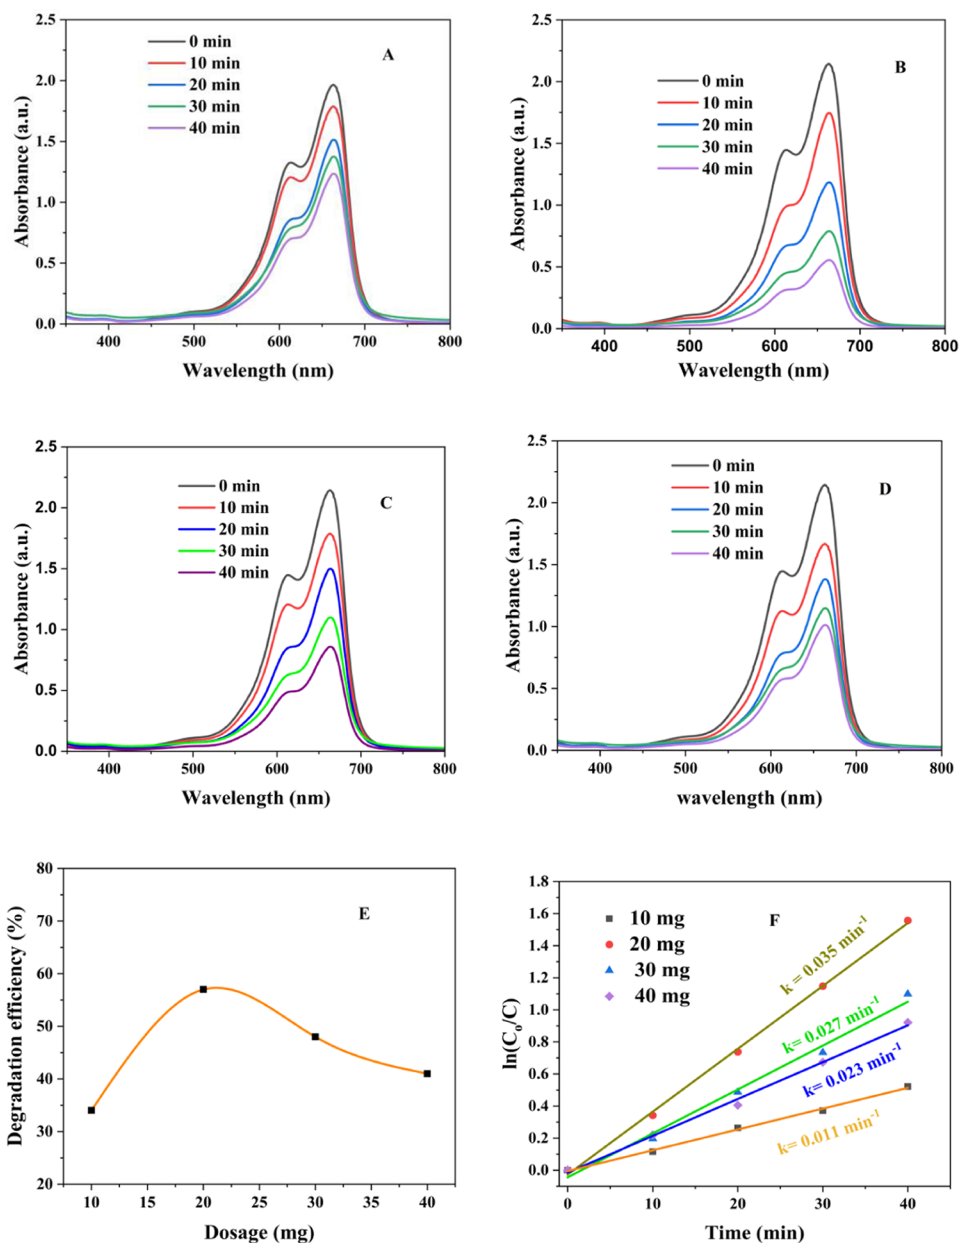 2.5
2.0
1.5
1.0
0.5
0.0
Absorbance (a.u.)
0 min
10 min
20 min
30 min
40 min
A
400
500
600
700
800
Wavelength (nm)
2.5
2.0
1.5
1.0
0.5
0.0
Absorbance (a.u.)
0 min
10 min
20 min
30 min
40 min
B
400
500
600
700
800
Wavelength (nm)
2.5
2.0
1.5
1.0
0.5
0.0
Absorbance (a.u.)
0 min
10 min
20 min
30 min
40 min
C
400
500
600
700
800
Wavelength (nm)
2.5
2.0
1.5
1.0
0.5
0.0
Absorbance (a.u.)
0 min
10 min
20 min
30 min
40 min
D
400
500
600
700
800
wavelength (nm)
80
70
60
50
40
30
20
Degradation efficiency (%)
E
10
15
20
25
30
35
40
Dosage (mg)
1.8
1.6
1.4
1.2
1.0
0.8
0.6
0.4
0.2
0.0
ln(C₀/C)
10 mg
20 mg
30 mg
40 mg
F
k= 0.035 min⁻¹
k= 0.027 min⁻¹
k= 0.023 min⁻¹
k= 0.011 min⁻¹
0
10
20
30
40
Time (min)